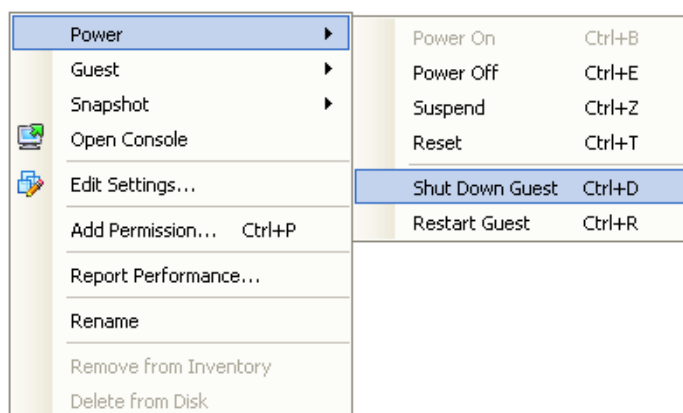 Power
Guest
Snapshot
Open Console
Edit Settings...
Add Permission... Ctrl+P
Report Performance...
Rename
Remove from Inventory
Delete from Disk
Power On Ctrl+B
Power Off Ctrl+E
Suspend Ctrl+Z
Reset Ctrl+T
Shut Down Guest Ctrl+D
Restart Guest Ctrl+R